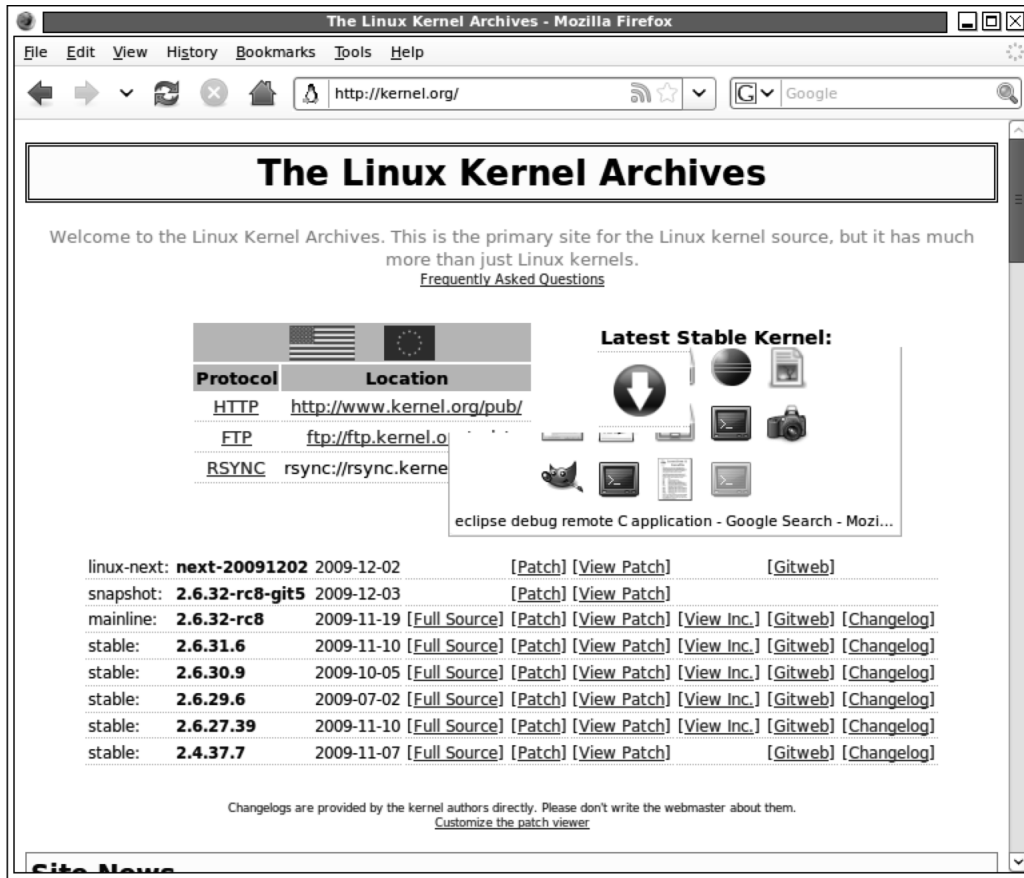 The Linux Kernel Archives - Mozilla Firefox
File Edit View History Bookmarks Tools Help
http://kernel.org/
G Google
The Linux Kernel Archives
Welcome to the Linux Kernel Archives. This is the primary site for the Linux kernel source, but it has much
more than just Linux kernels.
Frequently Asked Questions
Protocol Location
HTTP http://www.kernel.org/pub/
FTP ftp://ftp.kernel.o
RSYNC rsync://rsync.kerne
Latest Stable Kernel:
eclipse debug remote C application - Google Search - Mozi...
linux-next: next-20091202 2009-12-02 [Patch] [View Patch] [Gitweb]
snapshot: 2.6.32-rc8-git5 2009-12-03 [Patch] [View Patch]
mainline: 2.6.32-rc8 2009-11-19 [Full Source] [Patch] [View Patch] [View Inc.] [Gitweb] [Changelog]
stable: 2.6.31.6 2009-11-10 [Full Source] [Patch] [View Patch] [View Inc.] [Gitweb] [Changelog]
stable: 2.6.30.9 2009-10-05 [Full Source] [Patch] [View Patch] [View Inc.] [Gitweb] [Changelog]
stable: 2.6.29.6 2009-07-02 [Full Source] [Patch] [View Patch] [View Inc.] [Gitweb] [Changelog]
stable: 2.6.27.39 2009-11-10 [Full Source] [Patch] [View Patch] [View Inc.] [Gitweb] [Changelog]
stable: 2.4.37.7 2009-11-07 [Full Source] [Patch] [View Patch] [Gitweb] [Changelog]
Changelogs are provided by the kernel authors directly. Please don't write the webmaster about them.
Customize the patch viewer
Site News